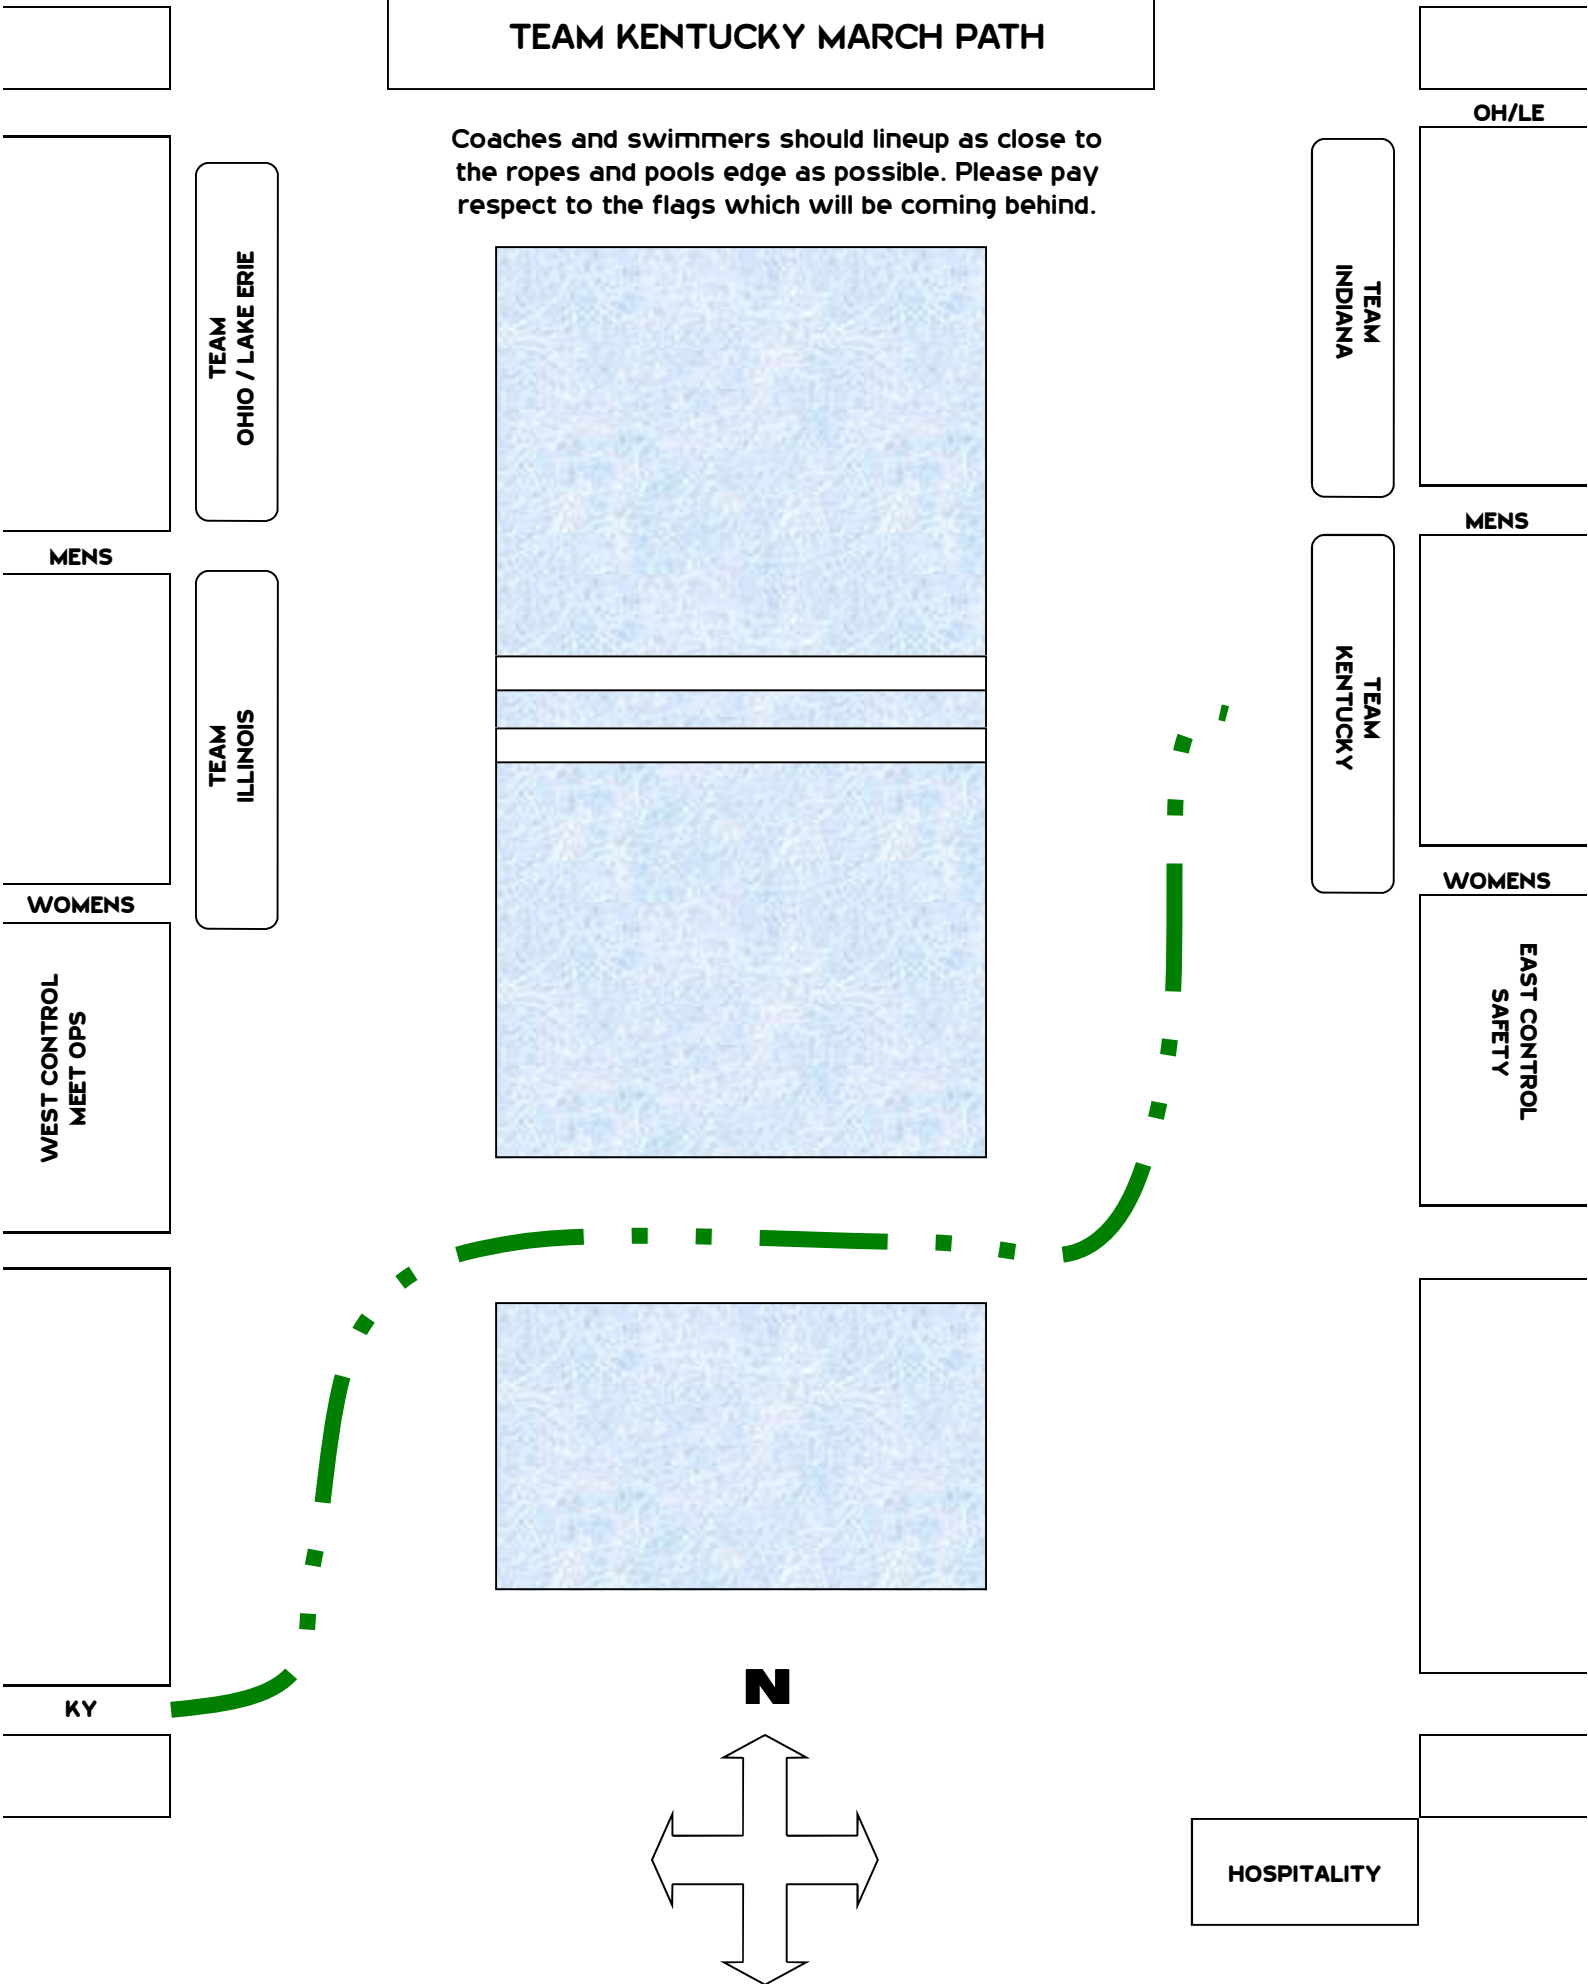 TEAM KENTUCKY MARCH PATH
OH/LE
Coaches and swimmers should lineup as close to
the ropes and pools edge as possible. Please pay
respect to the flags which will be coming behind.
TEAM
OHIO / LAKE ERIE
TEAM
INDIANA
MENS
MENS
TEAM
ILLINOIS
TEAM
KENTUCKY
WOMENS
WOMENS
WEST CONTROL
MEET OPS
EAST CONTROL
SAFETY
KY
N
HOSPITALITY